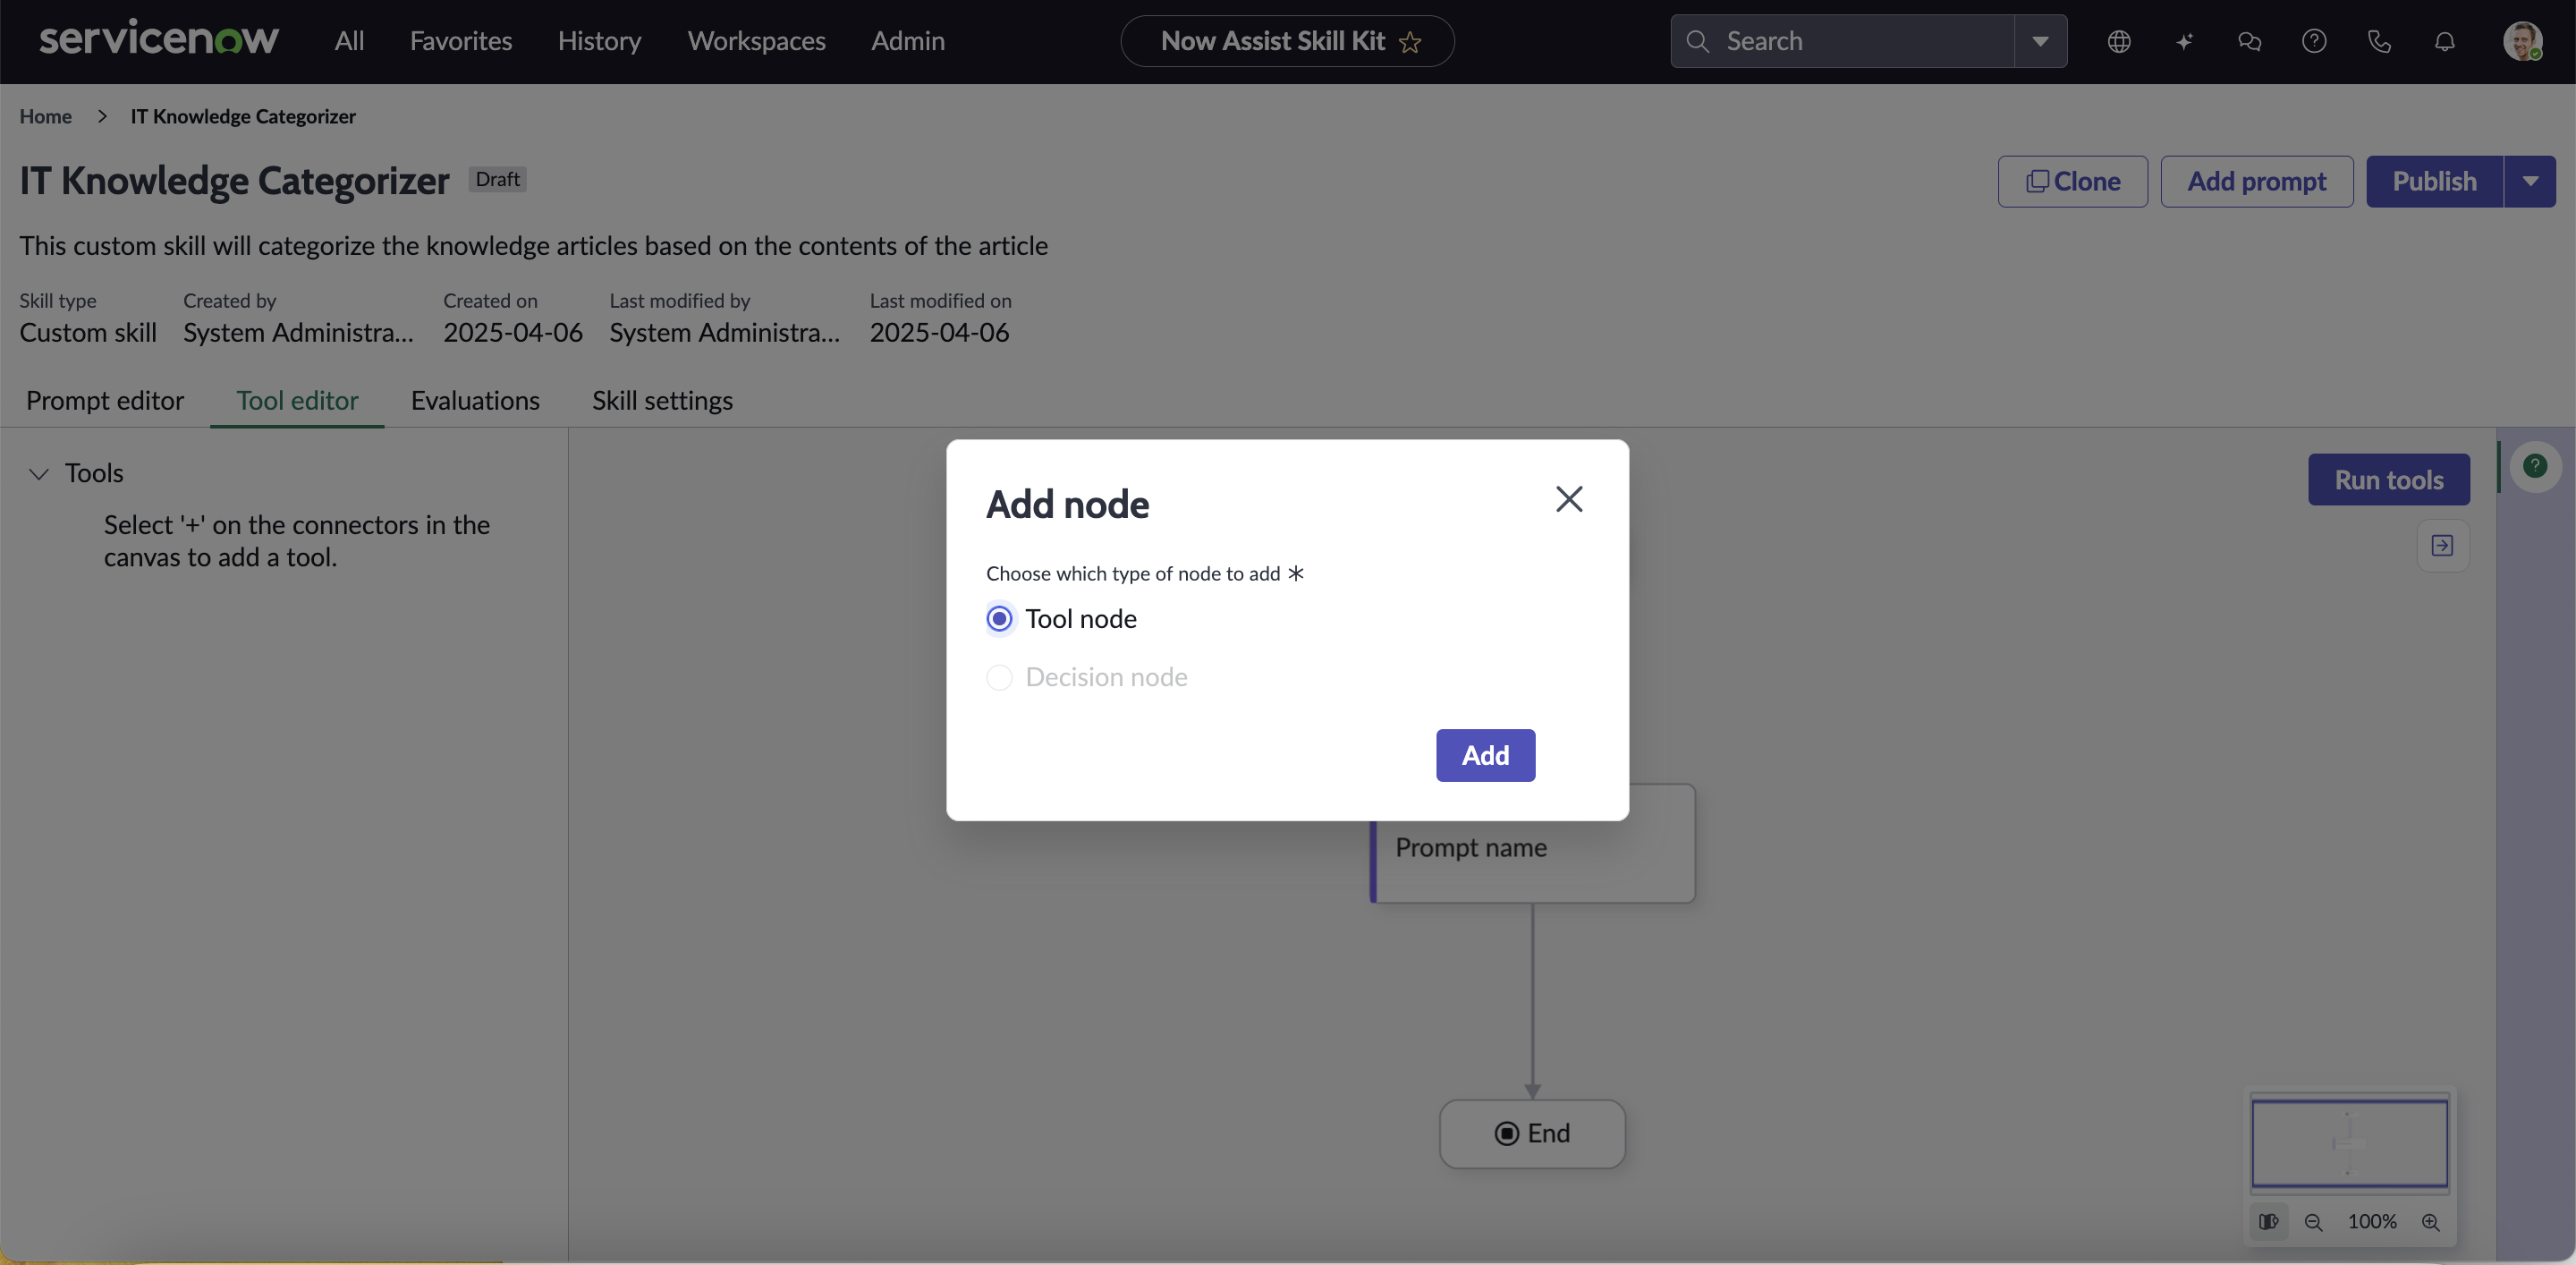 servicenow All Favorites History Workspaces Admin Now Assist Skill Kit Search
Home > IT Knowledge Categorizer
IT Knowledge Categorizer Draft Clone Add prompt Publish
This custom skill will categorize the knowledge articles based on the contents of the article
Skill type Created by Created on Last modified by Last modified on
Custom skill System Administra... 2025-04-06 System Administra... 2025-04-06
Prompt editor Tool editor Evaluations Skill settings
Tools
Select '+' on the connectors in the
canvas to add a tool.
Run tools
Add node
Choose which type of node to add *
Tool node
Decision node
Add
Prompt name
End
100%